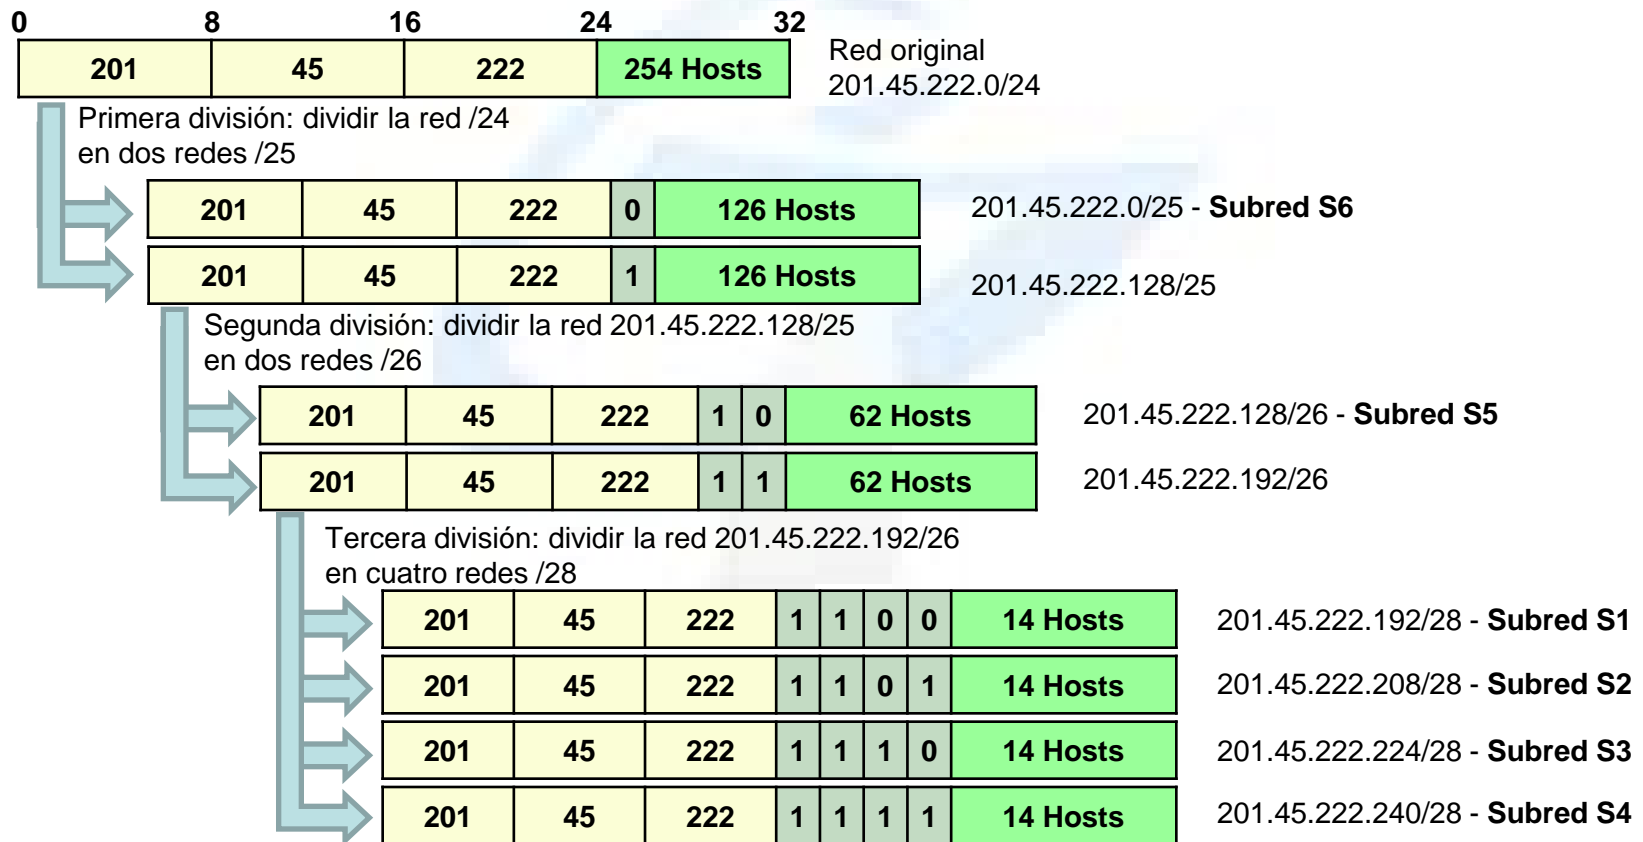 0 8 16 24 32
201 45 222 254 Hosts
Red original
201.45.222.0/24
Primera división: dividir la red /24
en dos redes /25
201 45 222 0 126 Hosts 201.45.222.0/25 - Subred S6
201 45 222 1 126 Hosts 201.45.222.128/25
Segunda división: dividir la red 201.45.222.128/25
en dos redes /26
201 45 222 1 0 62 Hosts 201.45.222.128/26 - Subred S5
201 45 222 1 1 62 Hosts 201.45.222.192/26
Tercera división: dividir la red 201.45.222.192/26
en cuatro redes /28
201 45 222 1 1 0 0 14 Hosts 201.45.222.192/28 - Subred S1
201 45 222 1 1 0 1 14 Hosts 201.45.222.208/28 - Subred S2
201 45 222 1 1 1 0 14 Hosts 201.45.222.224/28 - Subred S3
201 45 222 1 1 1 1 14 Hosts 201.45.222.240/28 - Subred S4